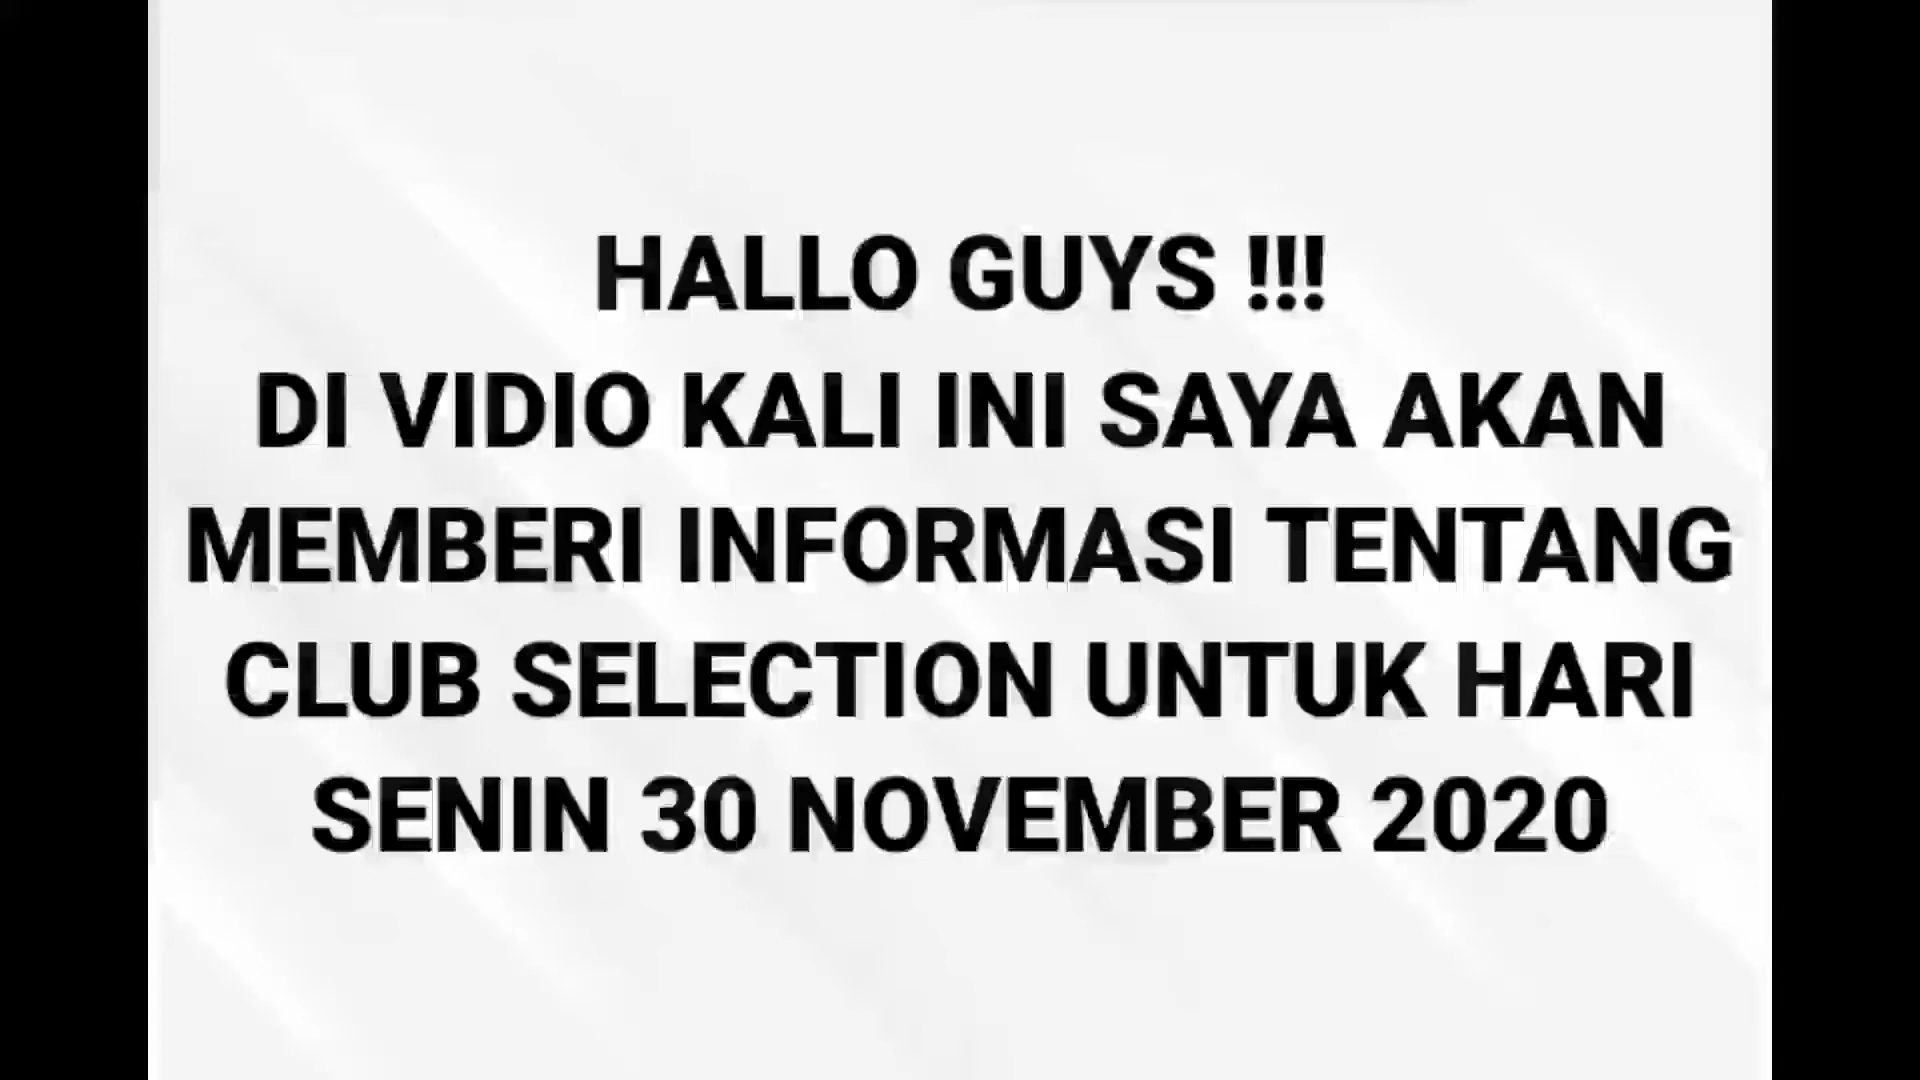 HALLO GUYS !!!
DI VIDIO KALI INI SAYA AKAN
MEMBERI INFORMASI TENTANG
CLUB SELECTION UNTUK HARI
SENIN 30 NOVEMBER 2020